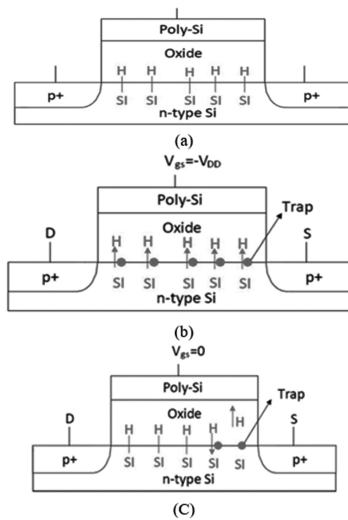 Poly-Si
Oxide
H H H H H
p+ SI SI SI SI SI p+
n-type Si
(a)
Vgs=-VDD
Poly-Si
Trap
D Oxide S
H H H H H
p+ SI SI SI SI SI p+
n-type Si
(b)
Vgs=0
Poly-Si
Trap
D Oxide H S
H H H H
p+ SI SI SI SI SI p+
n-type Si
(C)